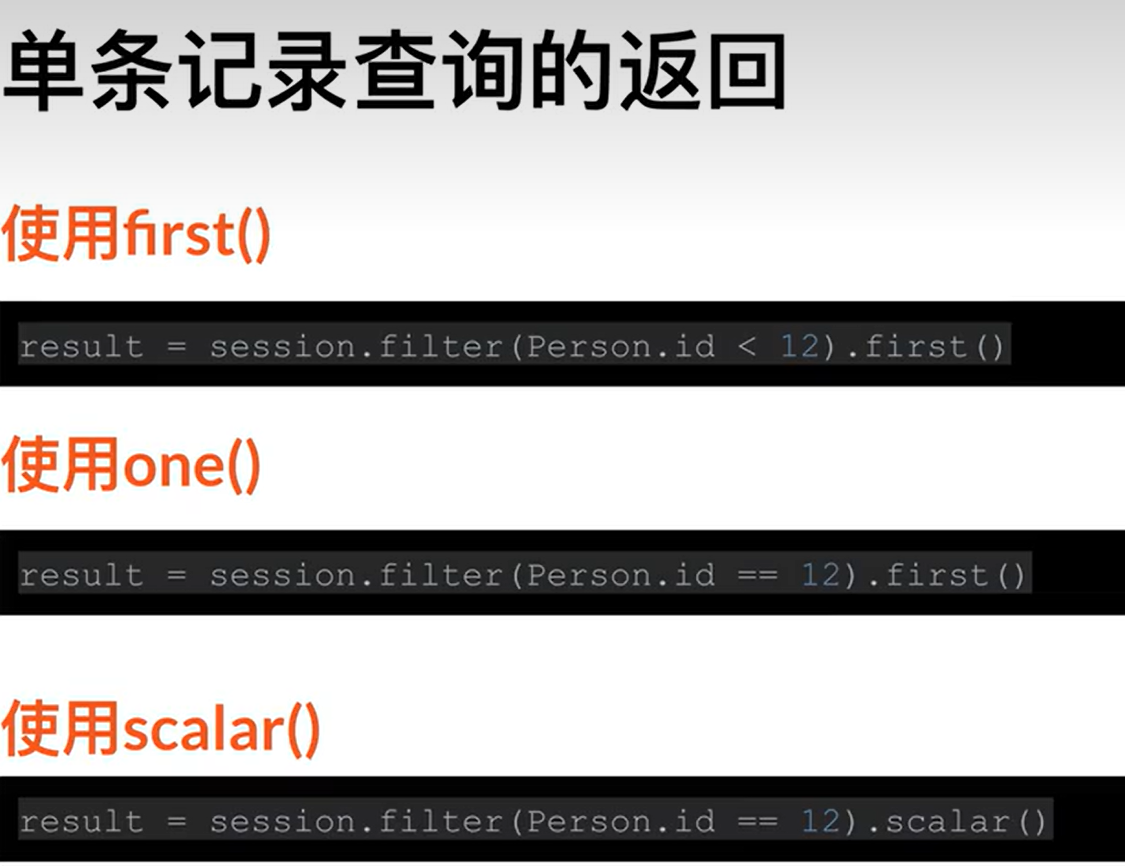 单条记录查询的返回
使用first()
result = session.filter(Person.id < 12).first()
使用one()
result = session.filter(Person.id == 12).first()
使用scalar()
result = session.filter(Person.id == 12).scalar()